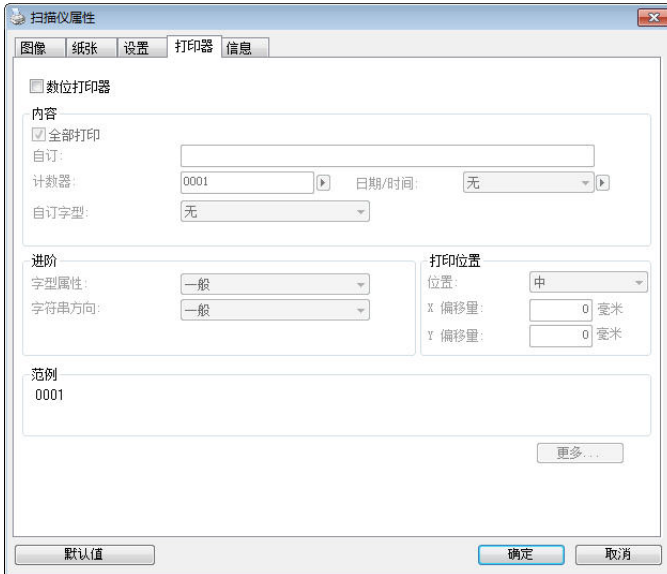 扫描仪属性
图像 纸张 设置 打印器 信息
数位打印器
内容
全部打印
自订:
计数器: 0001 日期/时间: 无
自订字型: 无
进阶
字型属性: 一般
字符串方向: 一般
打印位置
位置: 中
X 偏移量: 0 毫米
Y 偏移量: 0 毫米
范例
0001
更多...
默认值 确定 取消